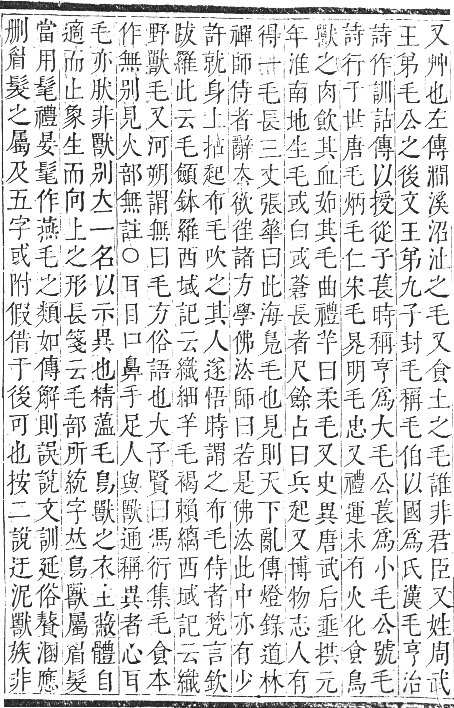 又艸也左傳澗溪沼沚之毛又食土之毛誰非君臣又姓周武
王弟毛公之後文王第九子封毛稱毛伯以國爲氏漢毛亨治
詩作訓詁傳以授從子萇時稱亨爲大毛公萇爲小毛公號毛
詩行于世唐毛炳毛仁宋毛晃明毛忠又禮運未有火化食鳥
獸之肉飮其血茹其毛曲禮羊曰柔毛又史異唐武后垂拱元
年淮南地生毛或白或蒼長者尺餘占曰兵起又博物志人有
得一毛長三丈張華曰此海鳧毛也見則天下亂傳燈錄道林
禪師侍者辭去欲徃諸方學佛法師曰若是佛法此中亦有少
許就身上拈起布毛吹之其人遂悟時謂之布毛侍者梵言欽
跋羅此云毛頠鉢羅西域記云織細羊毛褐賴縭西域記云織
野獸毛又河朔謂無曰毛方俗語也大子賢曰馮衍集毛食本
作無别見火部無註○耳目口鼻手足人與獸通稱異者心耳
毛亦肰非獸别大一名以示異也精薀毛鳥獸之衣土蔽體自
適而止象生而向上之形長箋云毛部所統字𠀤鳥獸屬眉髮
當用髦禮晏髦作燕毛之類如傳解則誤說文訓延俗贅溷應
删眉髮之屬及五字或附假借于後可也按二說迂泥獸族非